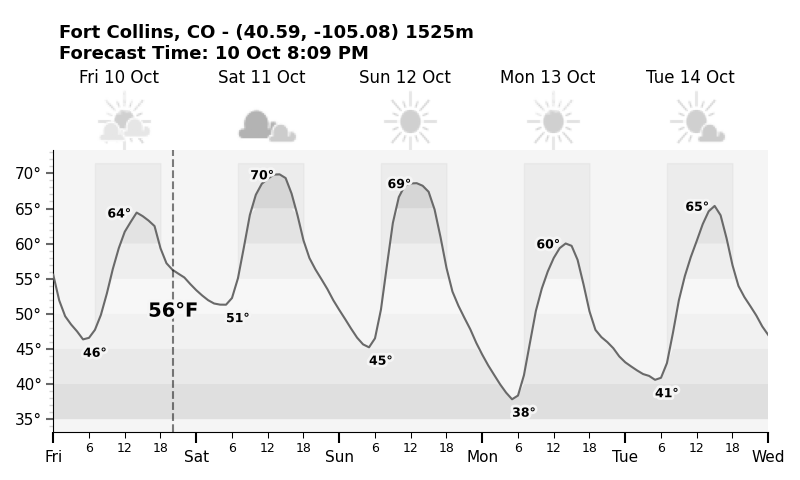 Fort Collins, CO - (40.59, -105.08) 1525m
Forecast Time: 10 Oct 8:09 PM
Fri 10 Oct Sat 11 Oct Sun 12 Oct Mon 13 Oct Tue 14 Oct
70°
65°
60°
55°
50°
45°
40°
35°
64° 70° 69° 60° 65°
56°F
46° 51° 45° 38° 41°
6 12 18 6 12 18 6 12 18 6 12 18 6 12 18
Fri Sat Sun Mon Tue Wed